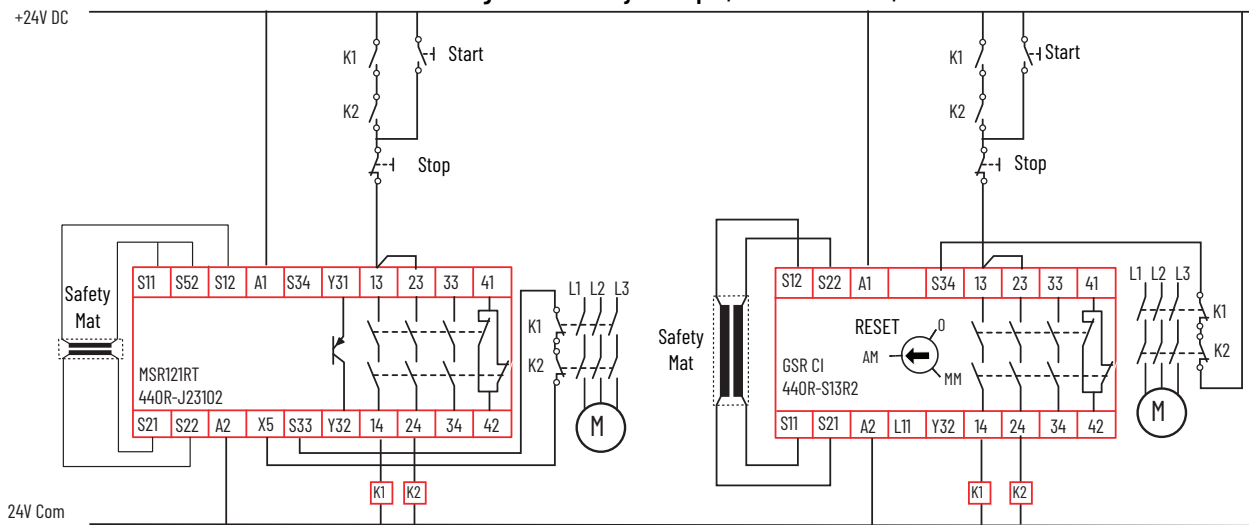 +24V DC
K1
Start
K2
Stop
K1
Start
K2
Stop
S11 S52 S12 A1 S34 Y31 13 23 33 41
Safety
Mat
MSR121RT
440R-J23102
S21 S22 A2 X5 S33 Y32 14 24 34 42
L1 L2 L3
K1
K2
M
K1 K2
S12 S22 A1 S34 13 23 33 41
Safety
Mat
RESET
0
AM
MM
GSR CI
440R-S13R2
S11 S21 A2 L11 Y32 14 24 34 42
L1 L2 L3
K1
K2
M
K1 K2
24V Com